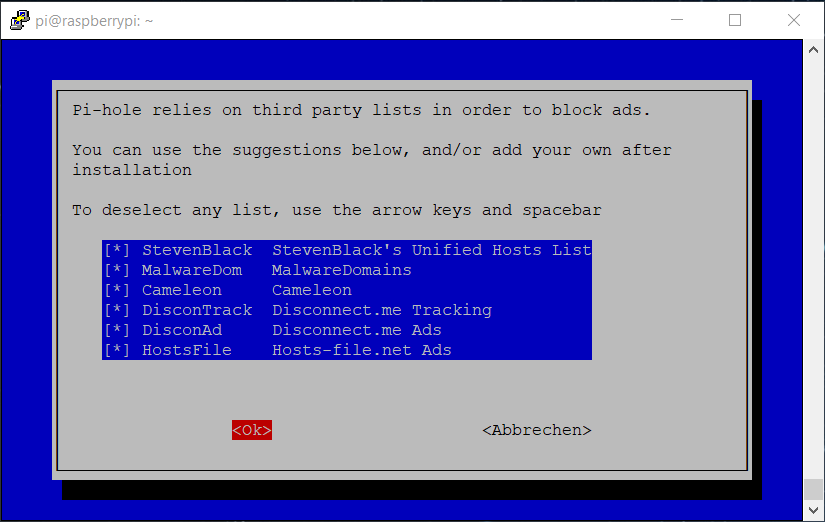 pi@raspberrypi: ~
Pi-hole relies on third party lists in order to block ads.
You can use the suggestions below, and/or add your own after
installation
To deselect any list, use the arrow keys and spacebar
[*] StevenBlack  StevenBlack's Unified Hosts List
[*] MalwareDom   MalwareDomains
[*] Cameleon     Cameleon
[*] DisconTrack  Disconnect.me Tracking
[*] DisconAd     Disconnect.me Ads
[*] HostsFile    Hosts-file.net Ads
<Ok>                     <Abbrechen>